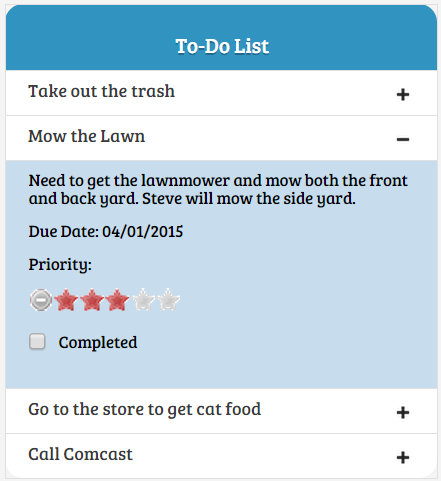 To-Do List
Take out the trash
Mow the Lawn
Need to get the lawnmower and mow both the front
and back yard. Steve will mow the side yard.
Due Date: 04/01/2015
Priority:
Completed
Go to the store to get cat food
Call Comcast